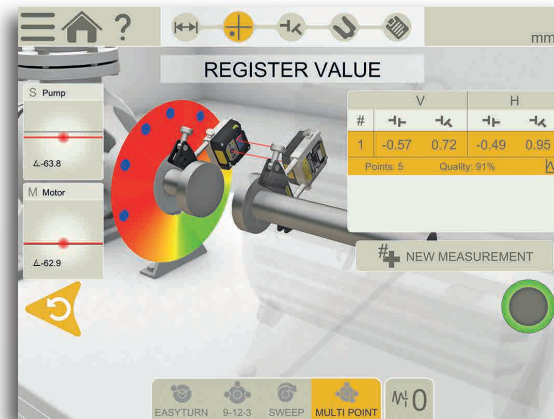 ?
mm
REGISTER VALUE
S Pump
∡-63.8
M Motor
∡-62.9
V H
#
1 -0.57 0.72 -0.49 0.95
Points: 5 Quality: 91%
# NEW MEASUREMENT
EASYTURN 9-12-3 SWEEP MULTI POINT
0